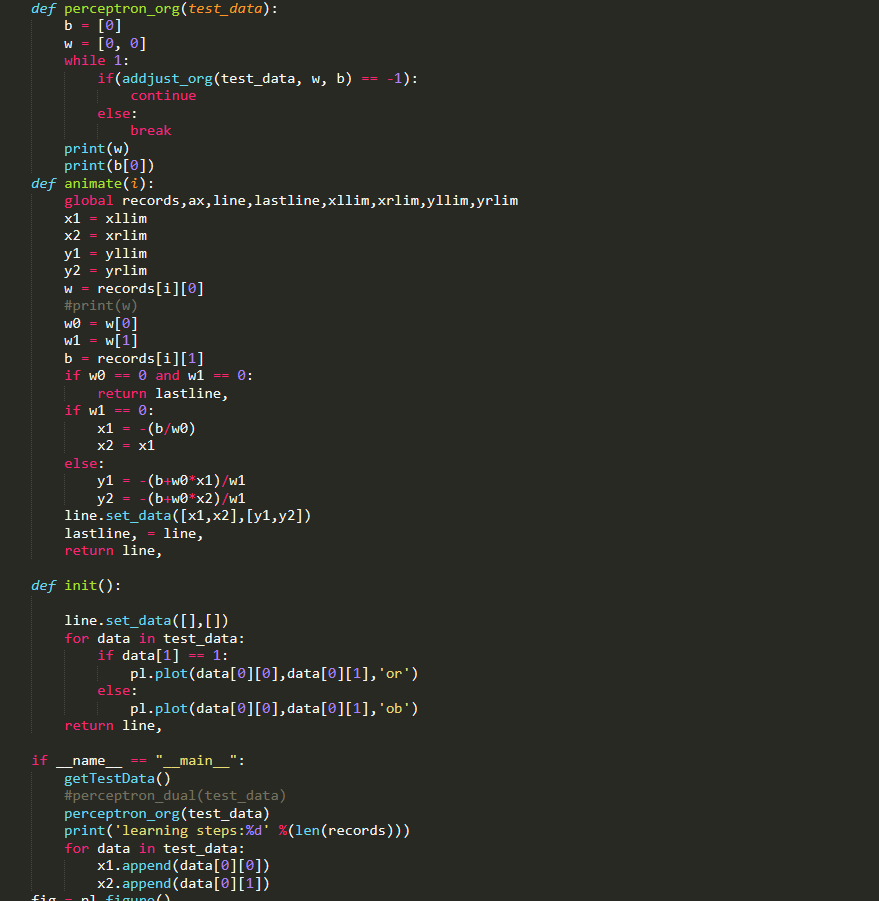 def perceptron_org(test_data):
    b = [0]
    w = [0, 0]
    while 1:
        if(addjust_org(test_data, w, b) == -1):
            continue
        else:
            break
    print(w)
    print(b[0])
def animate(i):
    global records,ax,line,lastline,xllim,xrlim,yllim,yrlim
    x1 = xllim
    x2 = xrlim
    y1 = yllim
    y2 = yrlim
    w = records[i][0]
    #print(w)
    w0 = w[0]
    w1 = w[1]
    b = records[i][1]
    if w0 == 0 and w1 == 0:
        return lastline,
    if w1 == 0:
        x1 = -(b/w0)
        x2 = x1
    else:
        y1 = -(b+w0*x1)/w1
        y2 = -(b+w0*x2)/w1
    line.set_data([x1,x2],[y1,y2])
    lastline, = line,
    return line,
def init():
    line.set_data([],[])
    for data in test_data:
        if data[1] == 1:
            pl.plot(data[0][0],data[0][1],'or')
        else:
            pl.plot(data[0][0],data[0][1],'ob')
    return line,
if __name__ == "__main__":
    getTestData()
    #perceptron_dual(test_data)
    perceptron_org(test_data)
    print('learning steps:%d' %(len(records)))
    for data in test_data:
        x1.append(data[0][0])
        x2.append(data[0][1])
fig = pl.figure()